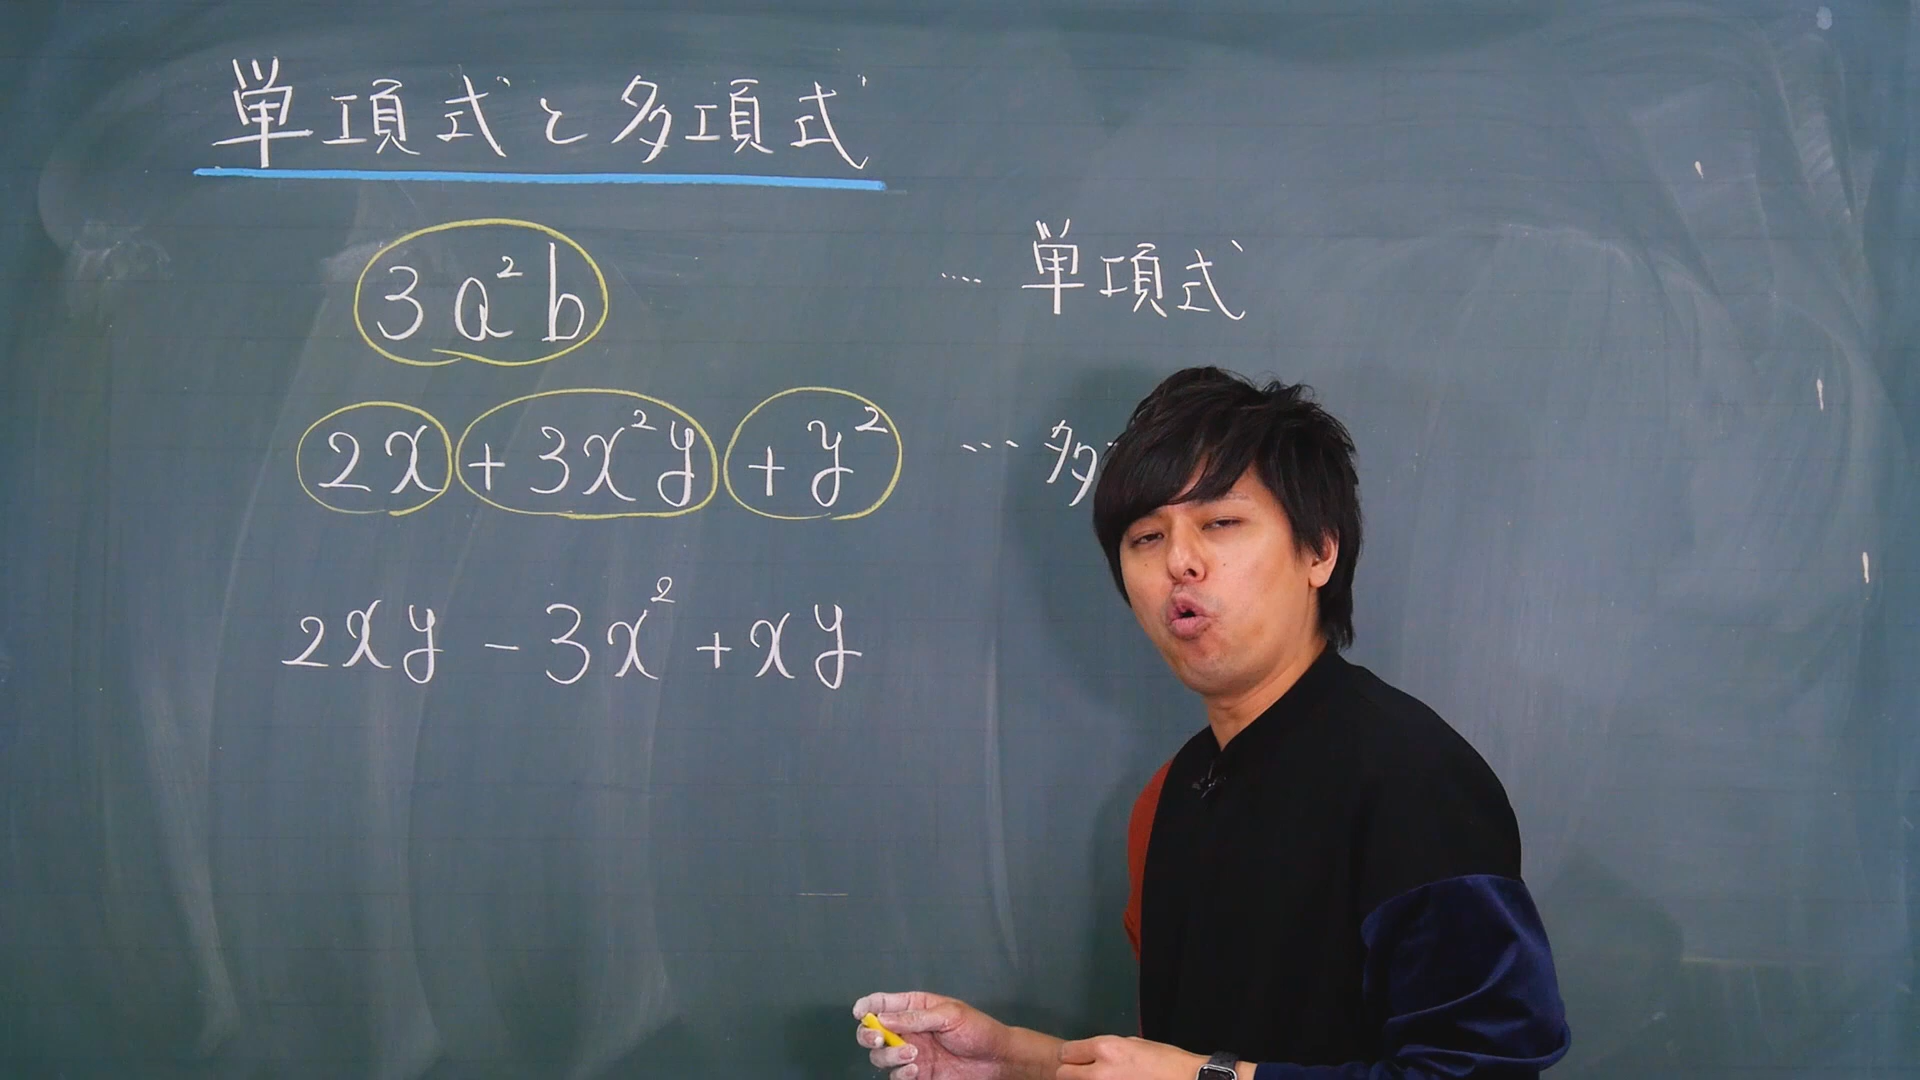 単項式と多項式
3a²b … 単項式
2x + 3x²y + y² … 多
2xy - 3x² + xy